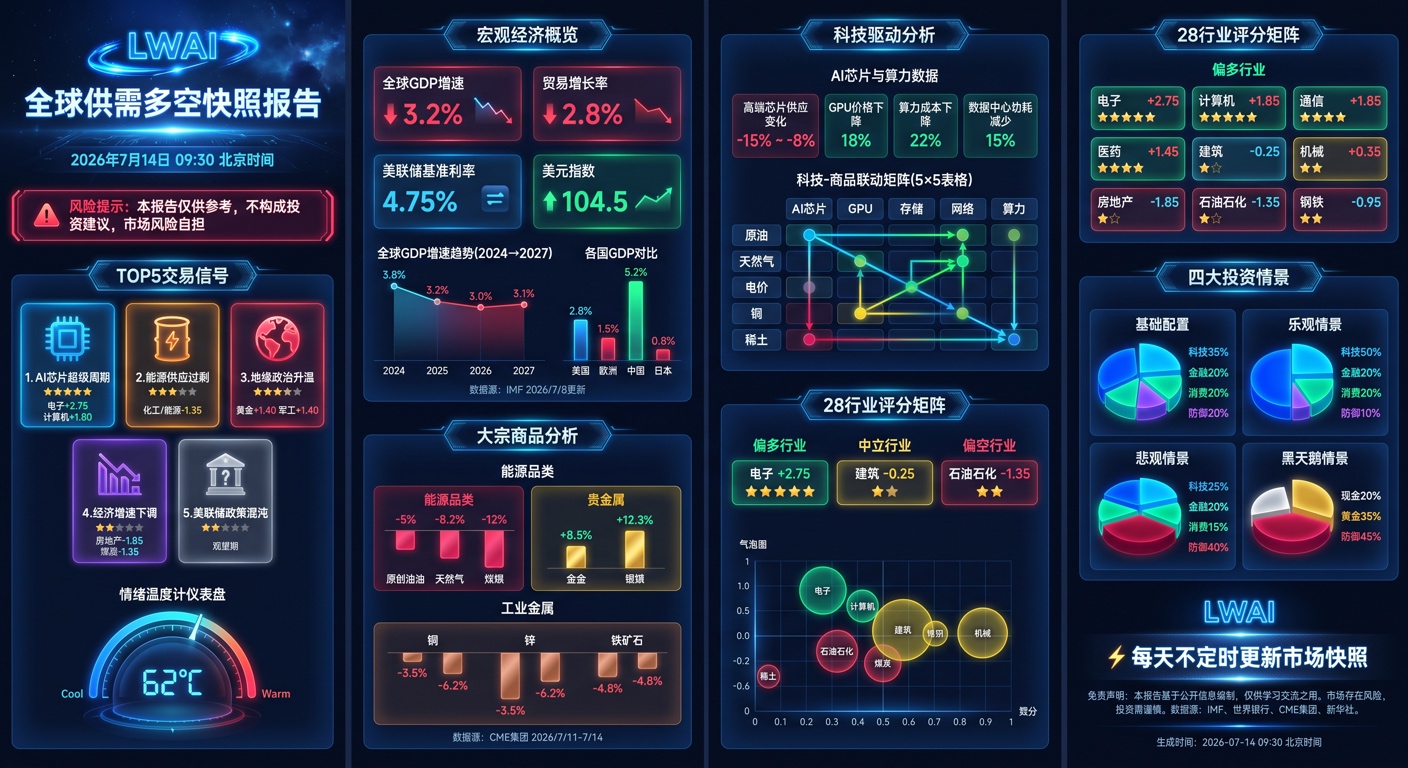 LWAI
全球供需多空快照报告
2026年7月14日 09:30 北京时间
风险提示：本报告仅供参考，不构成投
资建议，市场风险自担
TOP5交易信号
1. AI芯片超级周期
电子+2.75
计算机+1.80
2.能源供应过剩
化工/能源-1.35
3.地缘政治升温
黄金+1.40 军工+1.40
4.经济增速下调
房地产-1.85
煤炭-1.35
5.美联储政策混沌
观望期
情绪温度计仪表盘
62℃
Cool
Warm
宏观经济概览
全球GDP增速
3.2%
贸易增长率
2.8%
美联储基准利率
4.75%
美元指数
104.5
全球GDP增速趋势(2024→2027)
3.8%
3.2%
3.0%
3.1%
2024
2025
2026
2027
各国GDP对比
2.8%
1.5%
5.2%
0.8%
美国
欧洲
中国
日本
数据源：IMF 2026/7/8更新
大宗商品分析
能源品类
能源品类
-5%
-8.2%
-12%
原创油油
天然气
贵金属
+8.5%
+12.3%
金金
工业金属
铜
锌
铁矿石
-3.5%
-6.2%
-3.5%
-6.2%
-4.8%
-4.8%
数据源：CME集团 2026/7/11-7/14
科技驱动分析
AI芯片与算力数据
高端芯片供应
变化
-15% ~ -8%
GPU价格下
降
18%
算力成本下
降
22%
数据中心功耗
减少
15%
科技-商品联动矩阵(5×5表格)
AI芯片
GPU
存储
网络
算力
原油
天然气
电价
铜
稀土
28行业评分矩阵
偏多行业
中立行业
偏空行业
电子 +2.75
建筑 -0.25
石油石化 -1.35
气泡图
1
1.0
0.5
0.0
-0.2
-0.6
0
电子
计算机
建筑
机械
石油石化
煤炭
稀土
0
0.1
0.2
0.3
0.4
0.5
0.6
0.7
0.8
0.9
1
28行业评分矩阵
偏多行业
电子 +2.75
计算机 +1.85
通信 +1.85
医药 +1.45
建筑 -0.25
机械 +0.35
房地产 -1.85
石油石化 -1.35
钢铁 -0.95
四大投资情景
基础配置
科技35%
金融20%
消费20%
防御20%
乐观情景
科技50%
金融20%
消费20%
防御10%
悲观情景
科技25%
金融20%
消费15%
防御40%
黑天鹅情景
现金20%
黄金35%
防御45%
LWAI
⚡每天不定时更新市场快照
免责声明：本报告基于公开信息编制，仅供学习交流之用。市场存在风险，
投资需谨慎。数据源：IMF、世界银行、CME集团、新华社。
生成时间：2026-07-14 09:30 北京时间